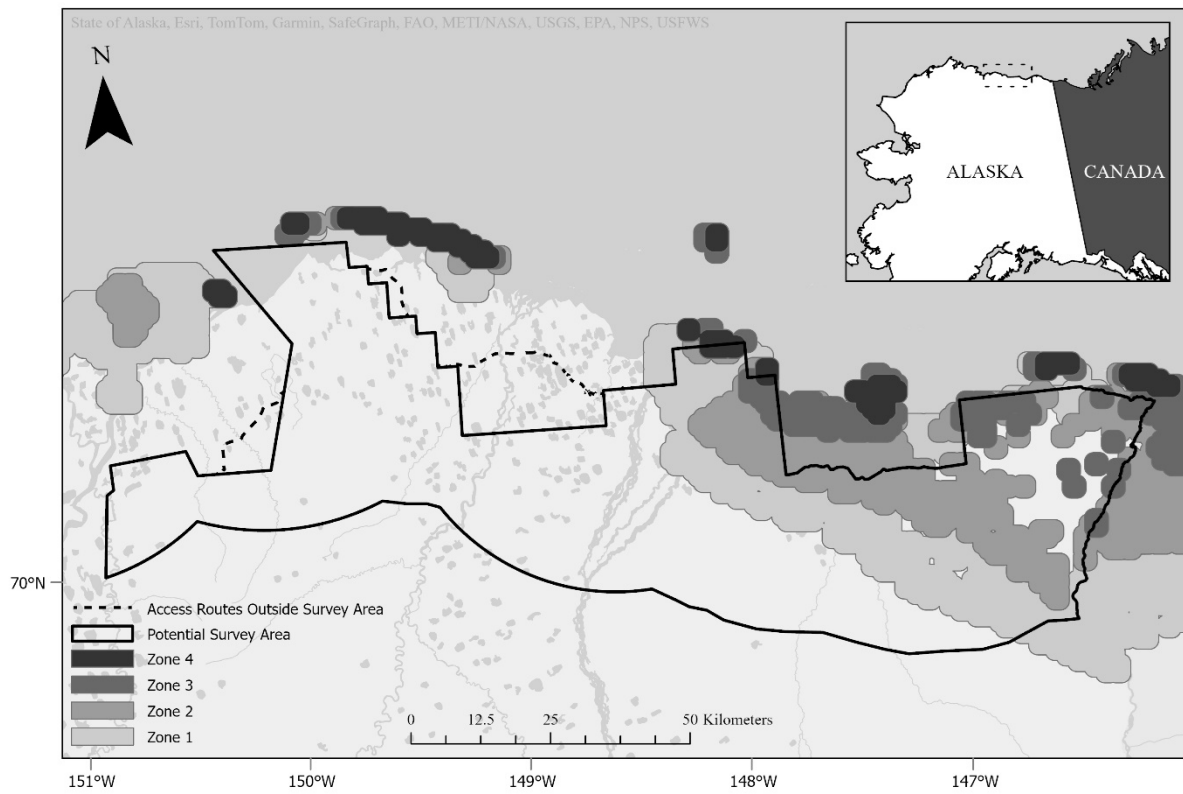 State of Alaska, Esri, TomTom, Garmin, SafeGraph, FAO, METI/NASA, USGS, EPA, NPS, USFWS
N
ALASKA
CANADA
70°N
Access Routes Outside Survey Area
Potential Survey Area
Zone 4
Zone 3
Zone 2
Zone 1
0 12.5 25 50 Kilometers
151°W 150°W 149°W 148°W 147°W